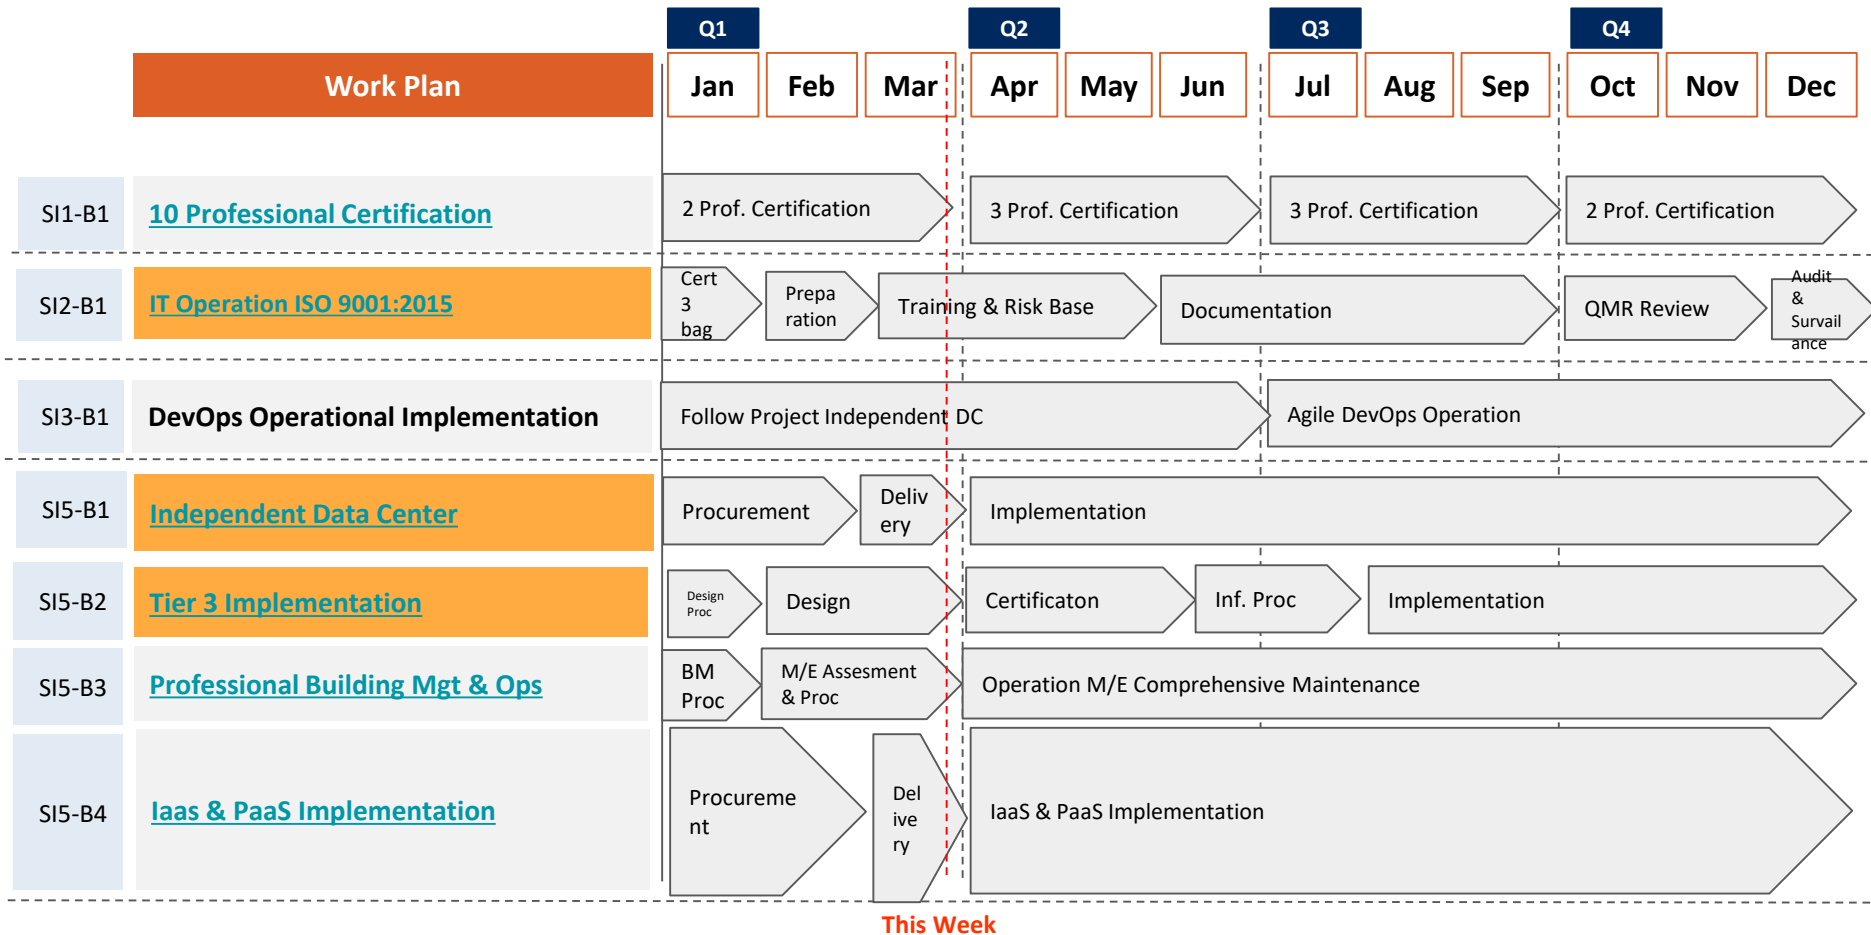 Q1 Q2 Q3 Q4
Work Plan Jan Feb Mar Apr May Jun Jul Aug Sep Oct Nov Dec
SI1-B1 10 Professional Certification 2 Prof. Certification 3 Prof. Certification 3 Prof. Certification 2 Prof. Certification
SI2-B1 IT Operation ISO 9001:2015
Cert
3
bag
Prepa
ration
Training & Risk Base
Documentation
QMR Review
Audit
&
Survail
ance
SI3-B1 DevOps Operational Implementation Follow Project Independent DC Agile DevOps Operation
SI5-B1 Independent Data Center Procurement
Deliv
ery
Implementation
SI5-B2 Tier 3 Implementation
Design
Proc
Design
Certificaton
Inf. Proc
Implementation
SI5-B3 Professional Building Mgt & Ops
BM
Proc
M/E Assesment
& Proc
Operation M/E Comprehensive Maintenance
SI5-B4 Iaas & PaaS Implementation
Procureme
nt
Del
ive
ry
IaaS & PaaS Implementation
This Week